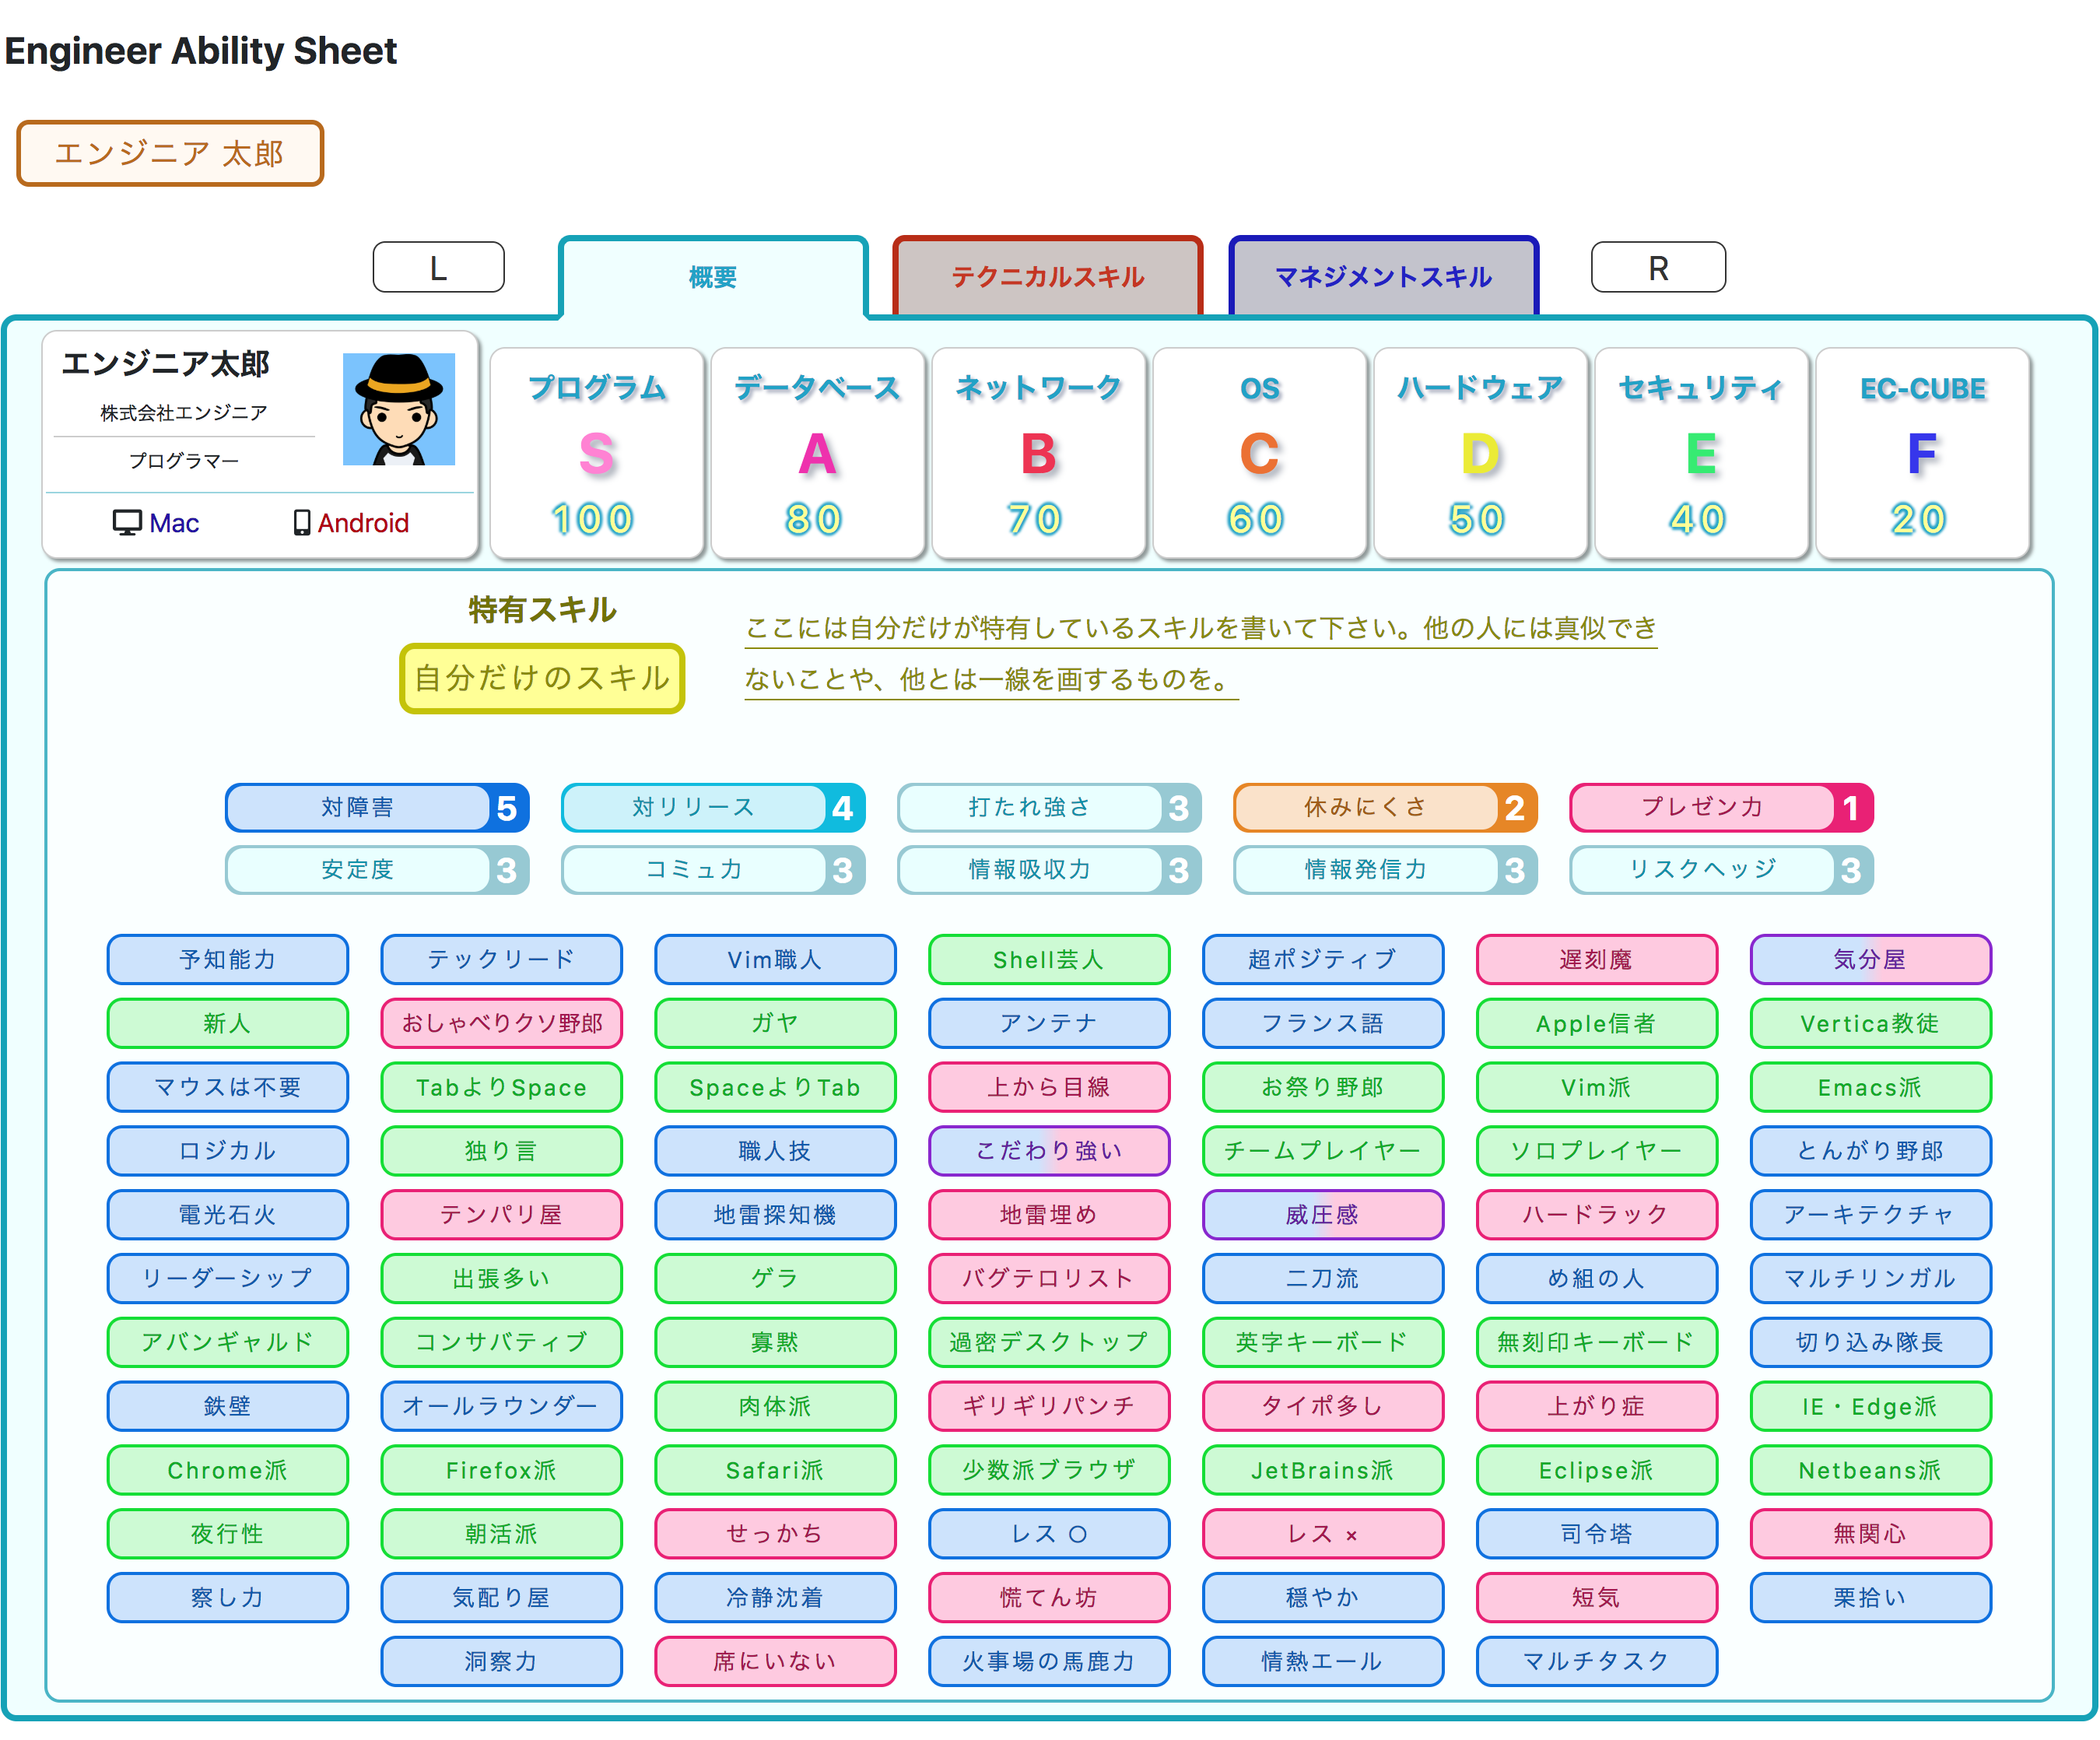 Engineer Ability Sheet
エンジニア 太郎
L
概要
テクニカルスキル
マネジメントスキル
R
エンジニア太郎
株式会社エンジニア
プログラマー
Mac
Android
プログラム
S
100
データベース
A
80
ネットワーク
B
70
OS
C
60
ハードウェア
D
50
セキュリティ
E
40
EC-CUBE
F
20
特有スキル
自分だけのスキル
ここには自分だけが特有しているスキルを書いて下さい。他の人には真似でき
ないことや、他とは一線を画するものを。
対障害 5
対リリース 4
打たれ強さ 3
休みにくさ 2
プレゼン力 1
安定度 3
コミュ力 3
情報吸収力 3
情報発信力 3
リスクヘッジ 3
予知能力
テックリード
Vim職人
Shell芸人
超ポジティブ
遅刻魔
気分屋
新人
おしゃべりクソ野郎
ガヤ
アンテナ
フランス語
Apple信者
Vertica教徒
マウスは不要
TabよりSpace
SpaceよりTab
上から目線
お祭り野郎
Vim派
Emacs派
ロジカル
独り言
職人技
こだわり強い
チームプレイヤー
ソロプレイヤー
とんがり野郎
電光石火
テンパリ屋
地雷探知機
地雷埋め
威圧感
ハードラック
アーキテクチャ
リーダーシップ
出張多い
ゲラ
バグテロリスト
二刀流
め組の人
マルチリンガル
アバンギャルド
コンサバティブ
寡黙
過密デスクトップ
英字キーボード
無刻印キーボード
切り込み隊長
鉄壁
オールラウンダー
肉体派
ギリギリパンチ
タイポ多し
上がり症
IE・Edge派
Chrome派
Firefox派
Safari派
少数派ブラウザ
JetBrains派
Eclipse派
Netbeans派
夜行性
朝活派
せっかち
レス ○
レス ×
司令塔
無関心
察し力
気配り屋
冷静沈着
慌てん坊
穏やか
短気
栗拾い
洞察力
席にいない
火事場の馬鹿力
情熱エール
マルチタスク